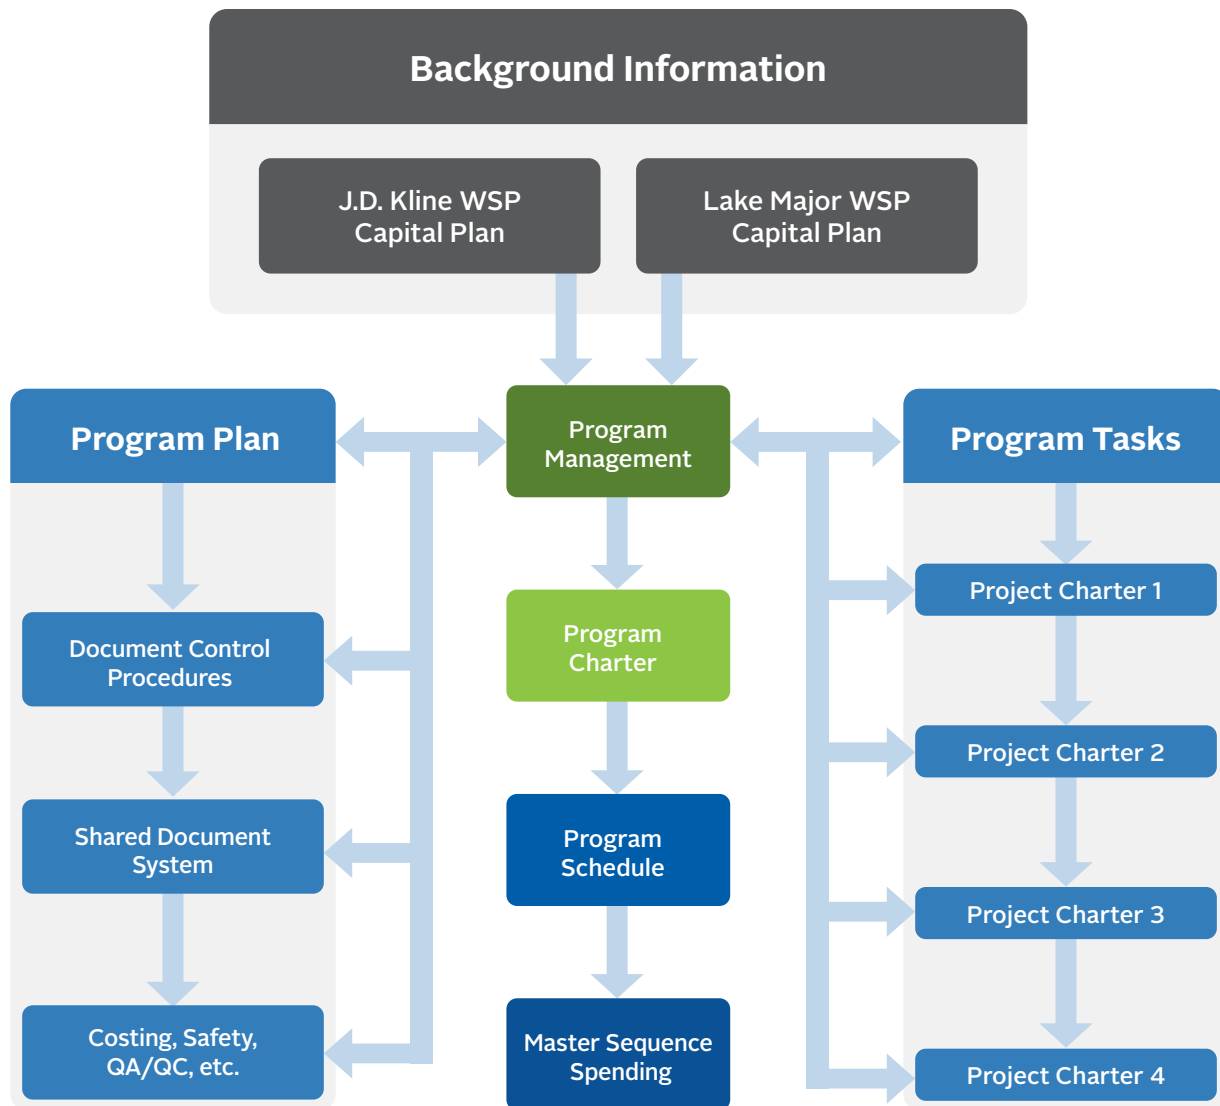 Background Information
J.D. Kline WSP
Capital Plan
Lake Major WSP
Capital Plan
Program Plan
Document Control
Procedures
Shared Document
System
Costing, Safety,
QA/QC, etc.
Program
Management
Program
Charter
Program
Schedule
Master Sequence
Spending
Program Tasks
Project Charter 1
Project Charter 2
Project Charter 3
Project Charter 4